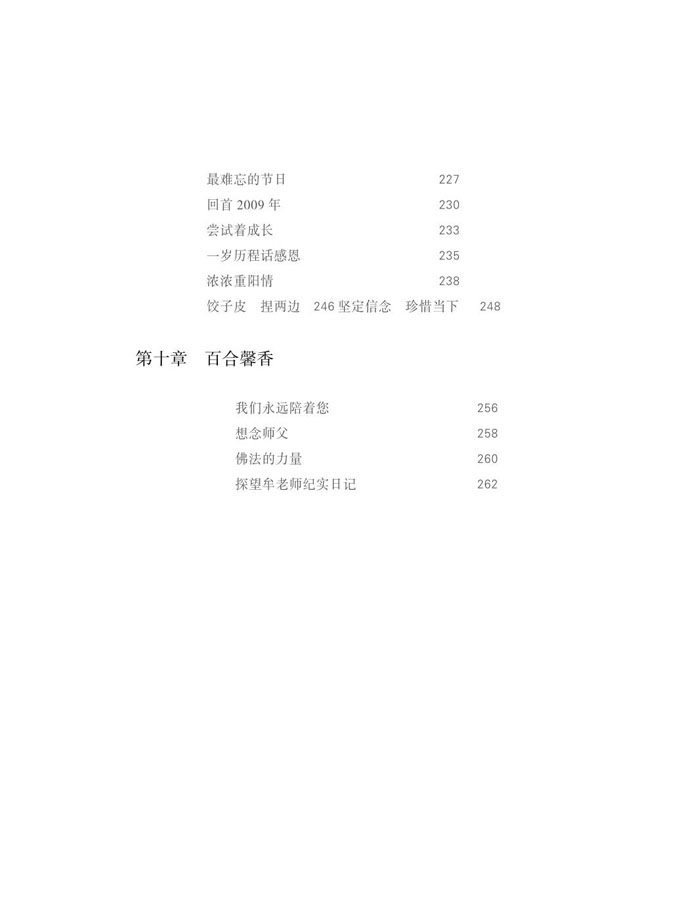 最难忘的节日 227
回首 2009 年 230
尝试着成长 233
一岁历程话感恩 235
浓浓重阳情 238
饺子皮 捏两边 246 坚定信念 珍惜当下 248
第十章 百合馨香
我们永远陪着您 256
想念师父 258
佛法的力量 260
探望牟老师纪实日记 262